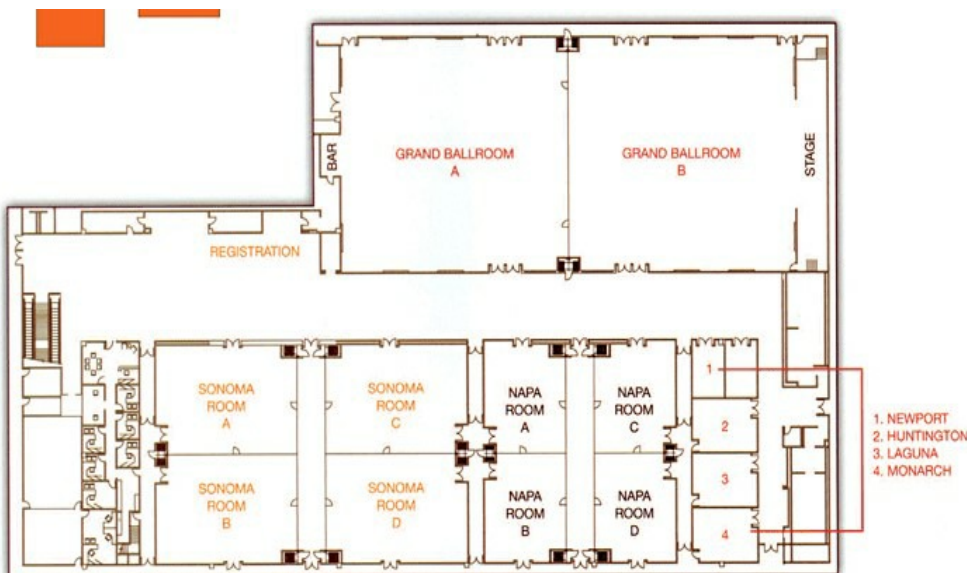 GRAND BALLROOM
A
GRAND BALLROOM
B
BAR
STAGE
REGISTRATION
SONOMA
ROOM
A
SONOMA
ROOM
C
NAPA
ROOM
A
NAPA
ROOM
C
SONOMA
ROOM
B
SONOMA
ROOM
D
NAPA
ROOM
B
NAPA
ROOM
D
1
2
3
4
1. NEWPORT
2. HUNTINGTON
3. LAGUNA
4. MONARCH